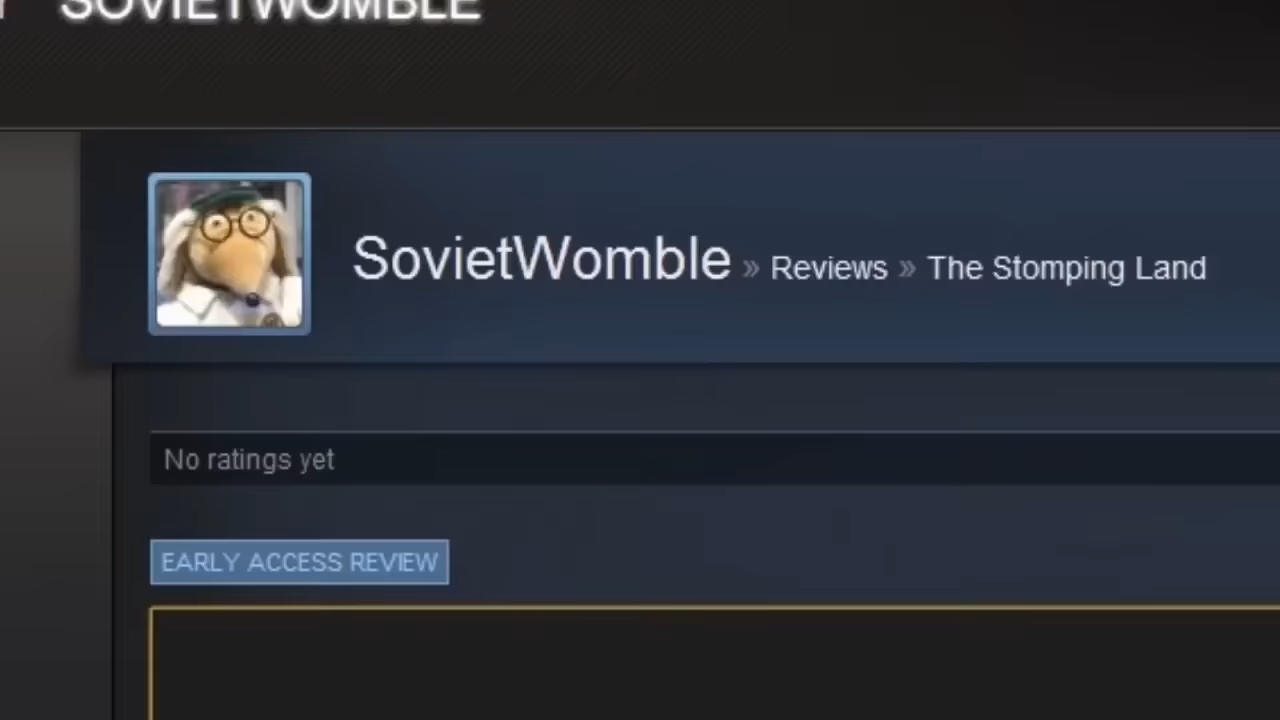 SOVIETWOMBLE
SovietWomble » Reviews » The Stomping Land
No ratings yet
EARLY ACCESS REVIEW